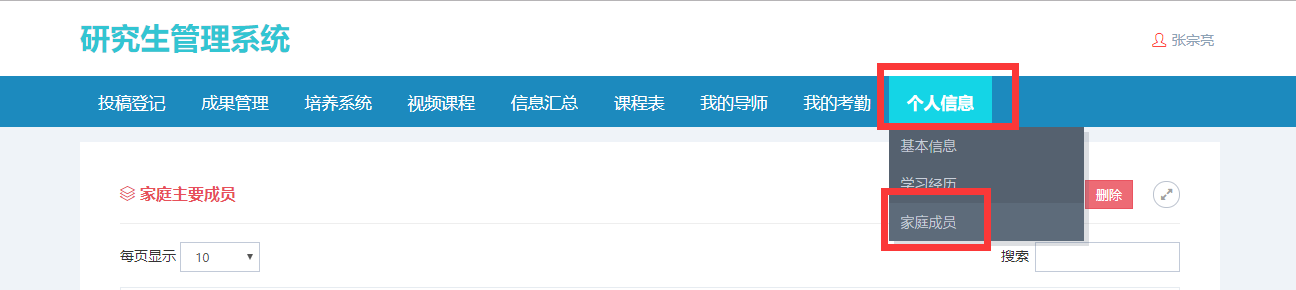 研究生管理系统
张宗亮
投稿登记 成果管理 培养系统 视频课程 信息汇总 课程表 我的导师 我的考勤 个人信息
基本信息
学习经历
家庭主要成员 删除
家庭成员
每页显示 10 搜索